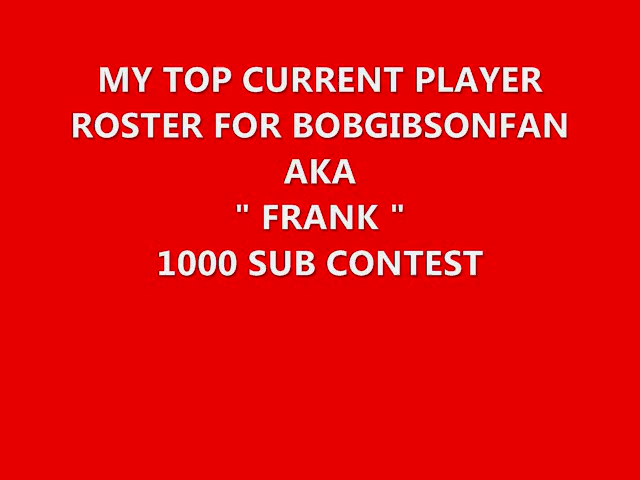 MY TOP CURRENT PLAYER
ROSTER FOR BOBGIBSONFAN
AKA
" FRANK "
1000 SUB CONTEST